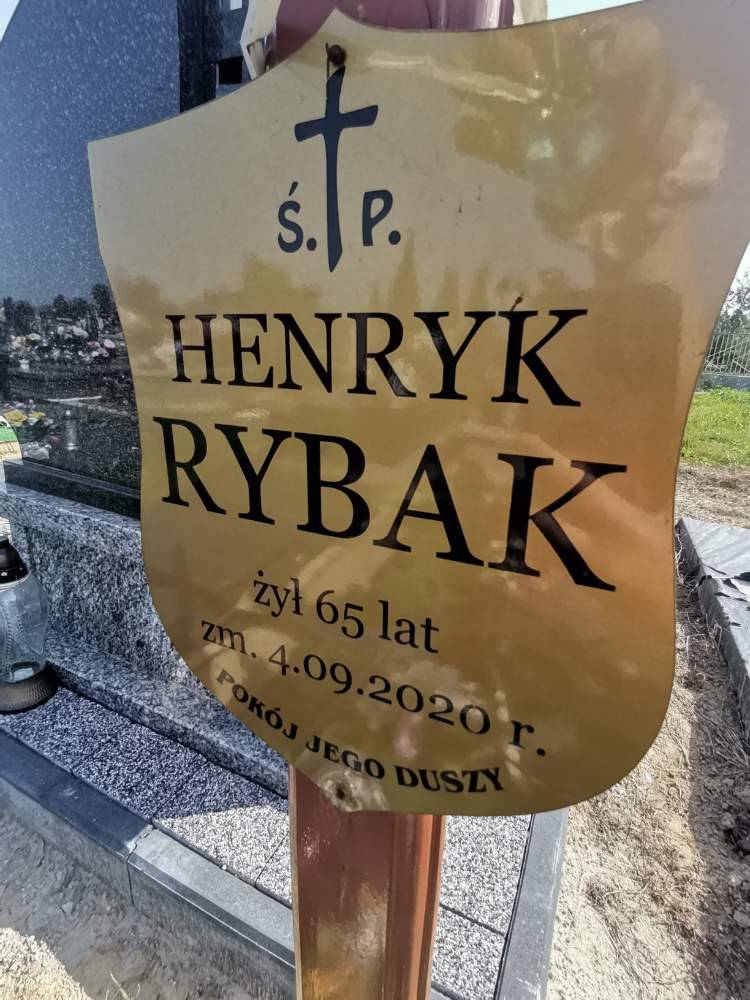 Ś. P.
HENRYK
RYBAK
żył 65 lat
zm. 4.09.2020 r.
POKÓJ JEGO DUSZY